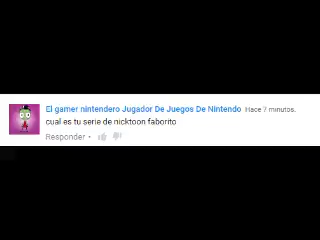 El gamer nintendero Jugador De Juegos De Nintendo Hace 7 minutos.
cual es tu serie de nicktoon faborito
Responder •